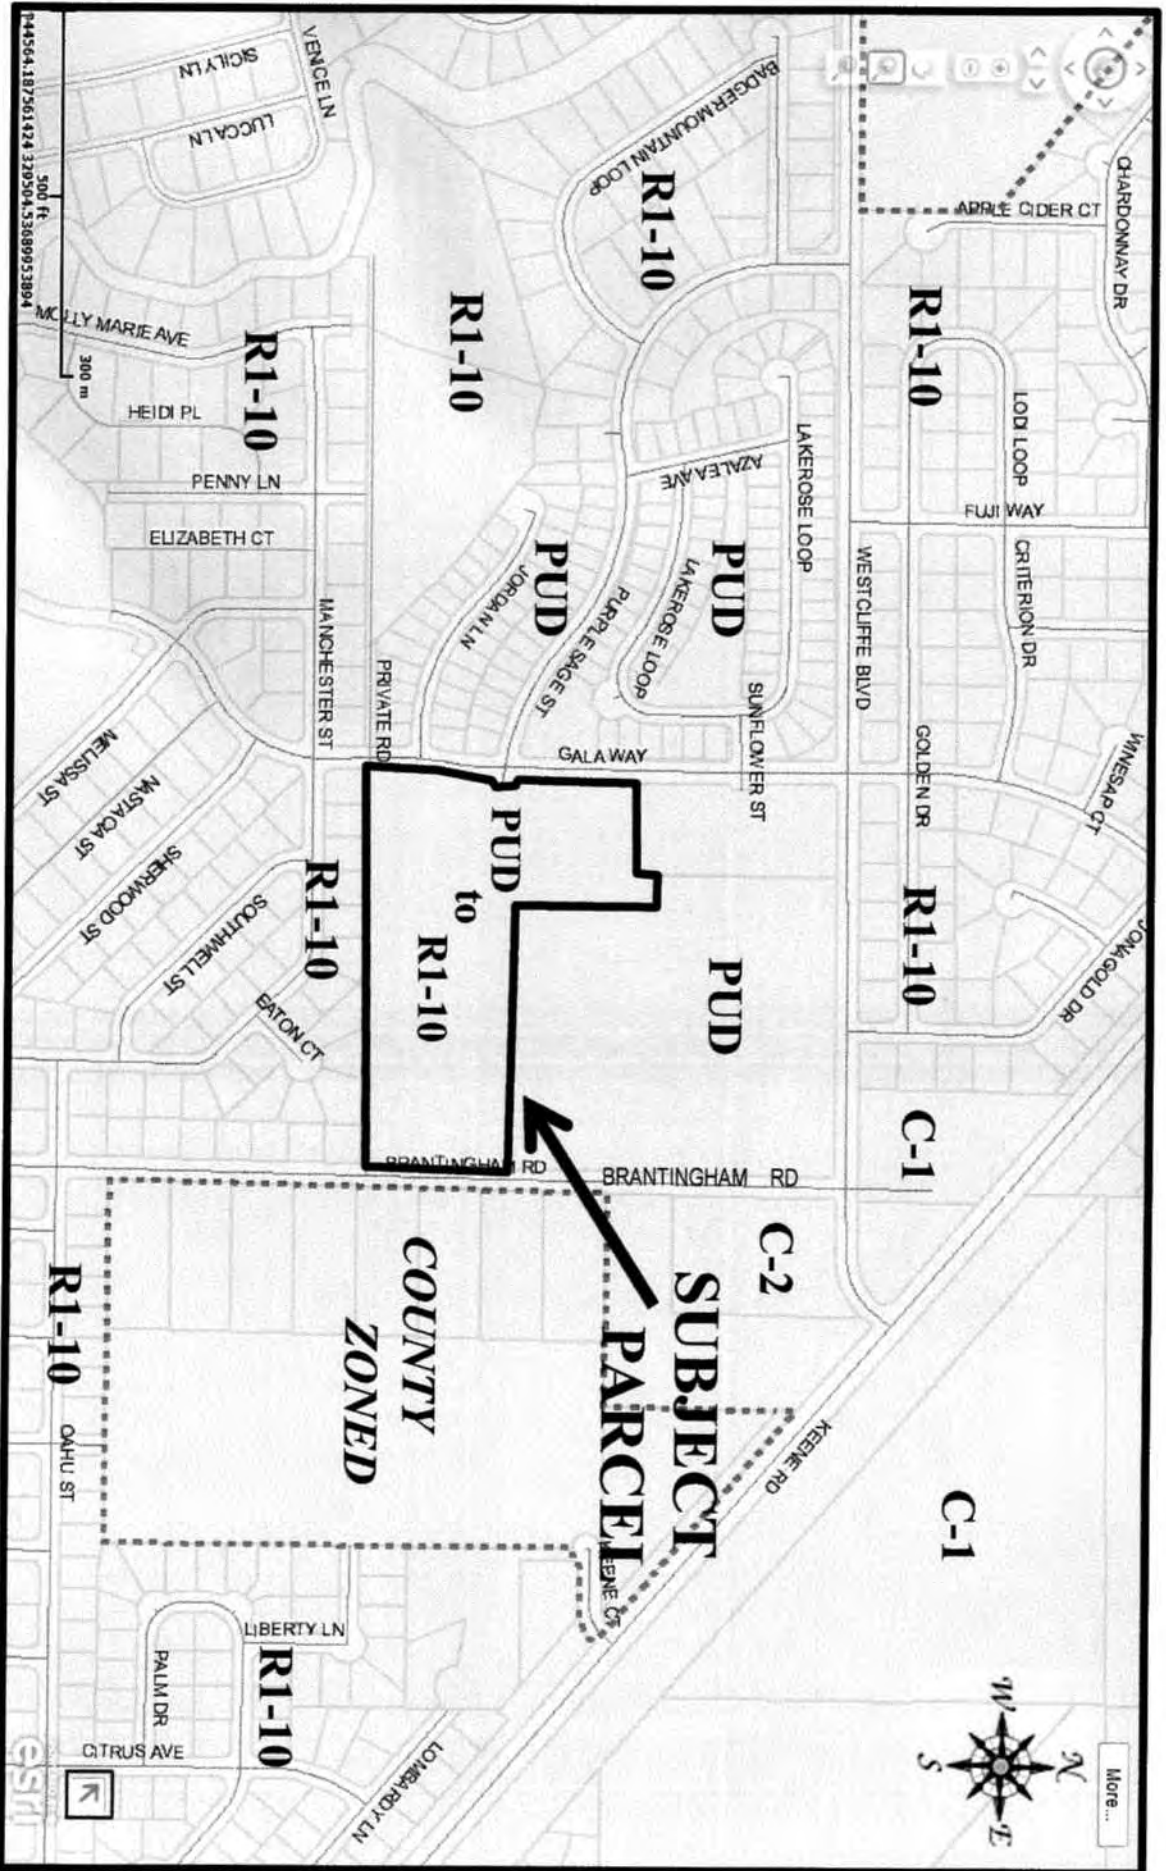 More...
CHARDONNAY DR
APPLE CIDER CT
R1-10
LODI LOOP
FUJI WAY
CRITERION DR
WINESAP CT
GOLDEN DR
R1-10
JONAGOLD DR
WESTCLIFFE BLVD
C-1
C-1
BADGER MOUNTAIN LOOP
R1-10
LAKEROSE LOOP
AZALEA AVE
PUD
LAKEROSE LOOP
SUNFLOWER ST
PURPLE SAGE ST
PUD
JORDAN LN
GALA WAY
R1-10
PRIVATE RD
PUD
PUD
to
R1-10
BRANTINGHAM RD
BRANTINGHAM RD
C-2
SUBJECT
PARCEL
KEENE RD
KEENE CT
COUNTY
ZONED
VENICE LN
SICILY LN
LUCCA LN
MOLLY MARIE AVE
R1-10
HEIDI PL
PENNY LN
ELIZABETH CT
MANCHESTER ST
MELISSA ST
NASTACIA ST
SHERWOOD ST
SOUTHWELL ST
R1-10
EATON CT
R1-10
OAHU ST
LIBERTY LN
R1-10
PALM DR
CITRUS AVE
LOMBARDY LN
W
N
E
S
300 m
500 ft
esri